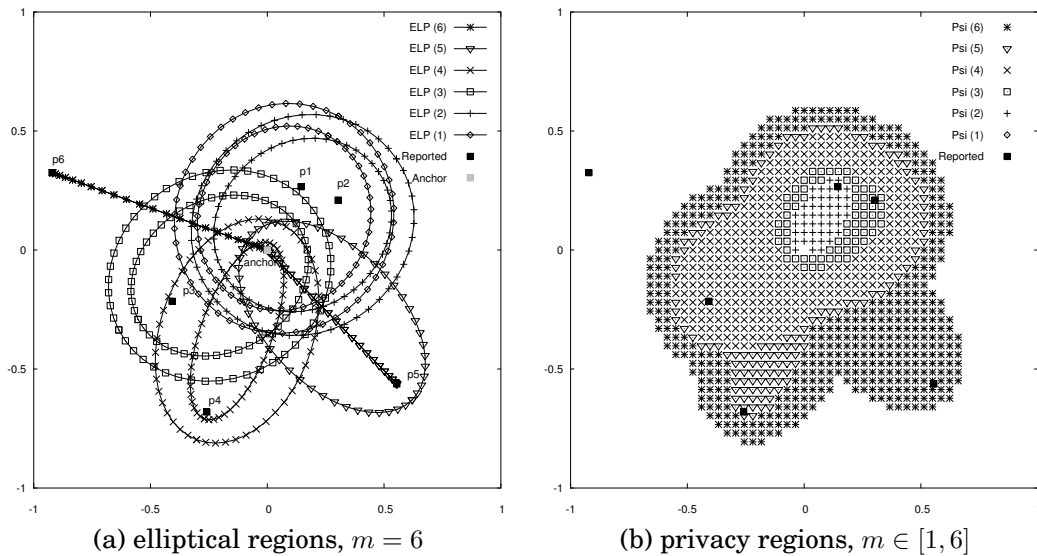 1
0.5
0
-0.5
-1
-1
-0.5
0
0.5
1
ELP (6)
ELP (5)
ELP (4)
ELP (3)
ELP (2)
ELP (1)
Reported
Anchor
p6
p1
p2
anchor
p3
p5
p4
(a) elliptical regions, m = 6
1
0.5
0
-0.5
-1
-1
-0.5
0
0.5
1
Psi (6)
Psi (5)
Psi (4)
Psi (3)
Psi (2)
Psi (1)
Reported
(b) privacy regions, m ∈ [1, 6]